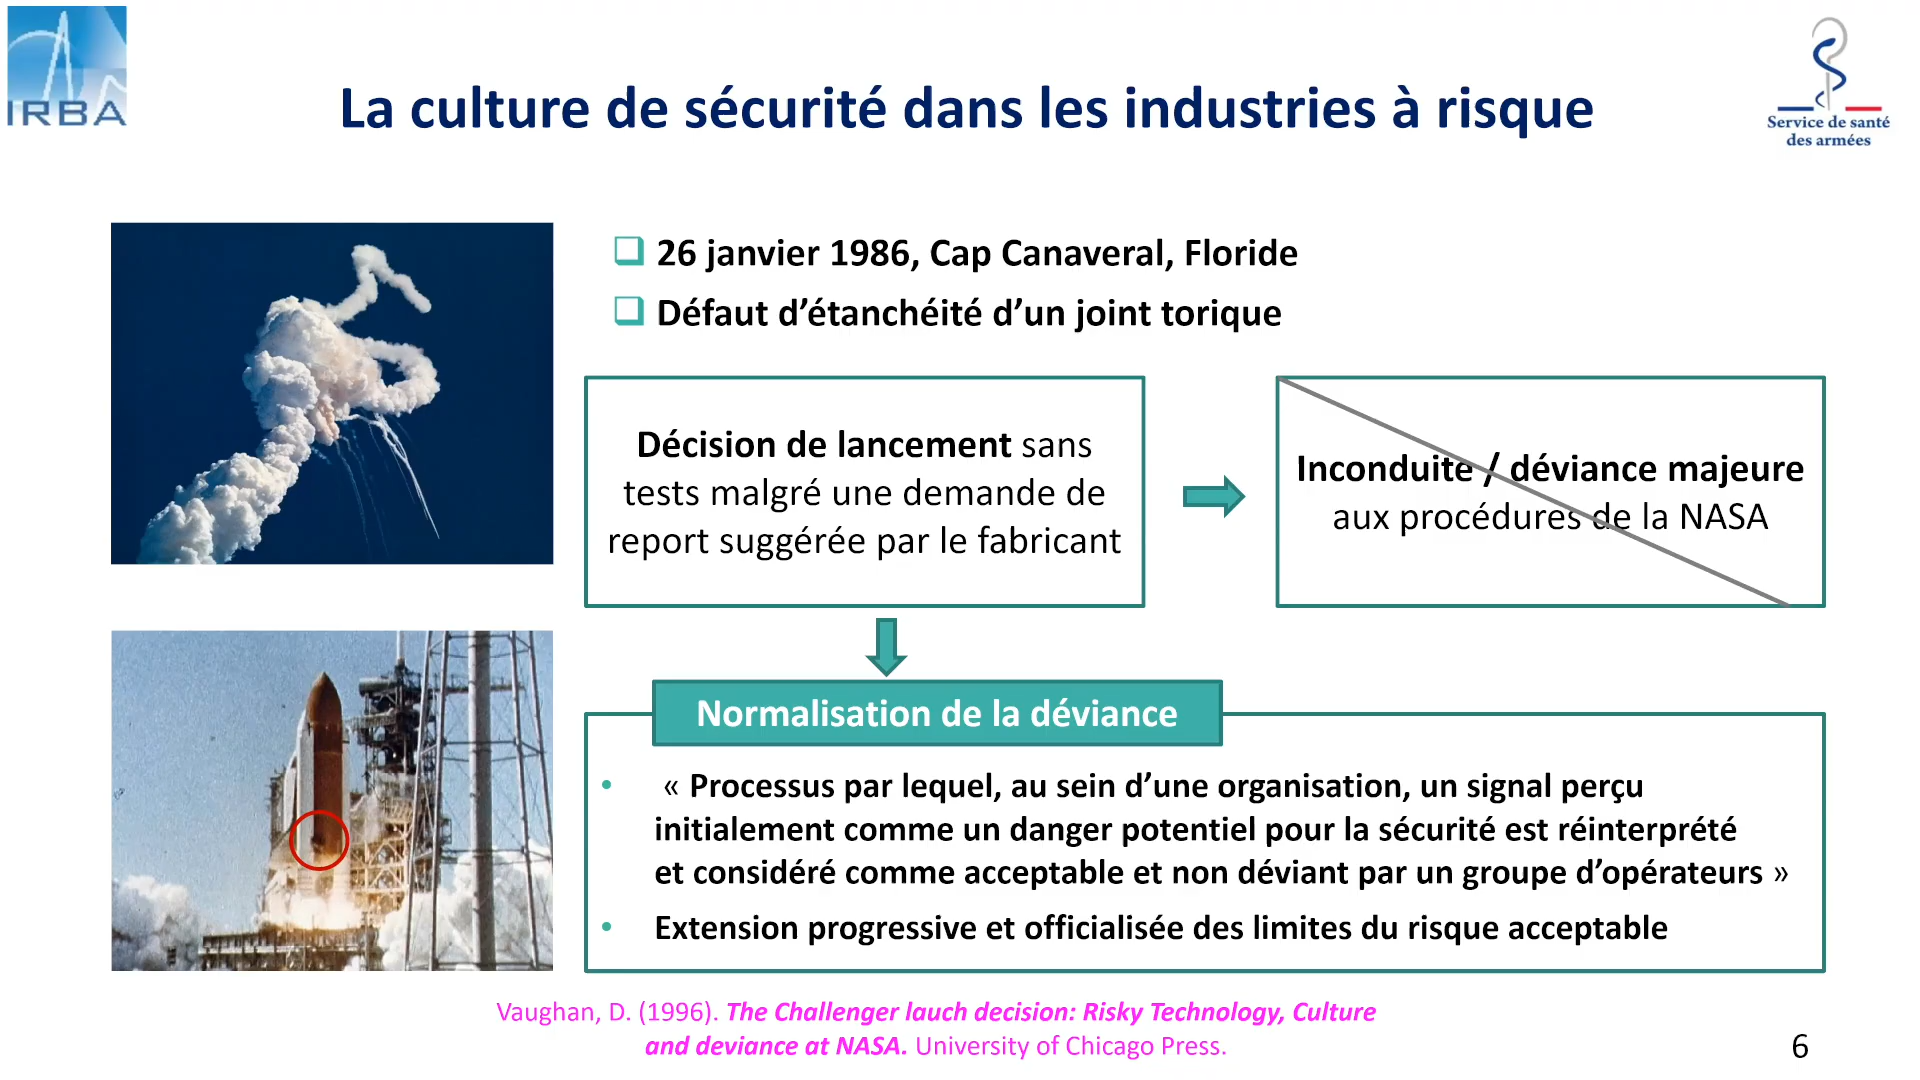 IRBA
Service de santé
des armées
La culture de sécurité dans les industries à risque
26 janvier 1986, Cap Canaveral, Floride
Défaut d’étanchéité d’un joint torique
Décision de lancement sans
tests malgré une demande de
report suggérée par le fabricant
Inconduite / déviance majeure
aux procédures de la NASA
Normalisation de la déviance
• « Processus par lequel, au sein d’une organisation, un signal perçu
initialement comme un danger potentiel pour la sécurité est réinterprété
et considéré comme acceptable et non déviant par un groupe d’opérateurs »
• Extension progressive et officialisée des limites du risque acceptable
Vaughan, D. (1996). The Challenger lauch decision: Risky Technology, Culture
and deviance at NASA. University of Chicago Press.
6